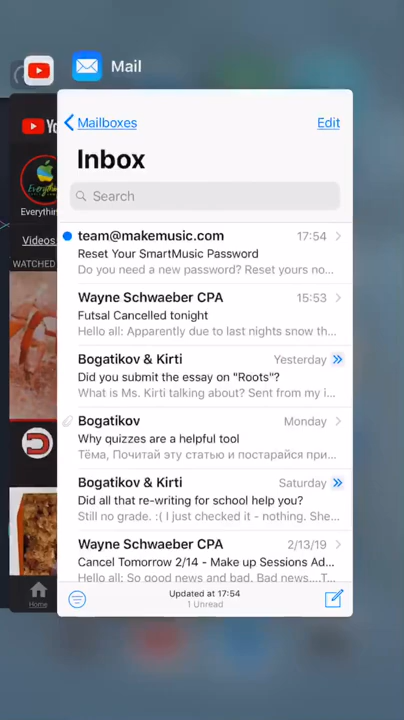 Mail
Mailboxes
Edit
Inbox
Search
team@makemusic.com 17:54
Reset Your SmartMusic Password
Do you need a new password? Reset yours no...
Wayne Schwaeber CPA 15:53
Futsal Cancelled tonight
Hello all: Apparently due to last nights snow th...
Bogatikov & Kirti Yesterday
Did you submit the essay on "Roots"?
What is Ms. Kirti talking about? Sent from my i...
Bogatikov Monday
Why quizzes are a helpful tool
Тёма, Почитай эту статью и постарайся при...
Bogatikov & Kirti Saturday
Did all that re-writing for school help you?
Still no grade. :( I just checked it - nothing. She...
Wayne Schwaeber CPA 2/13/19
Cancel Tomorrow 2/14 - Make up Sessions Ad...
Hello all: So good news and bad. Bad news....T...
Updated at 17:54
1 Unread
Yo
Everythin
Videos
WATCHED
Home